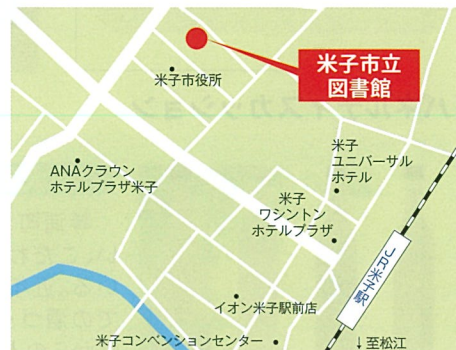 米子市立
図書館
米子市役所
米子
ユニバーサル
ホテル
ANAクラウン
ホテルプラザ米子
米子
ワシントン
ホテルプラザ
JR米子駅
イオン米子駅前店
米子コンベンションセンター
↓至松江